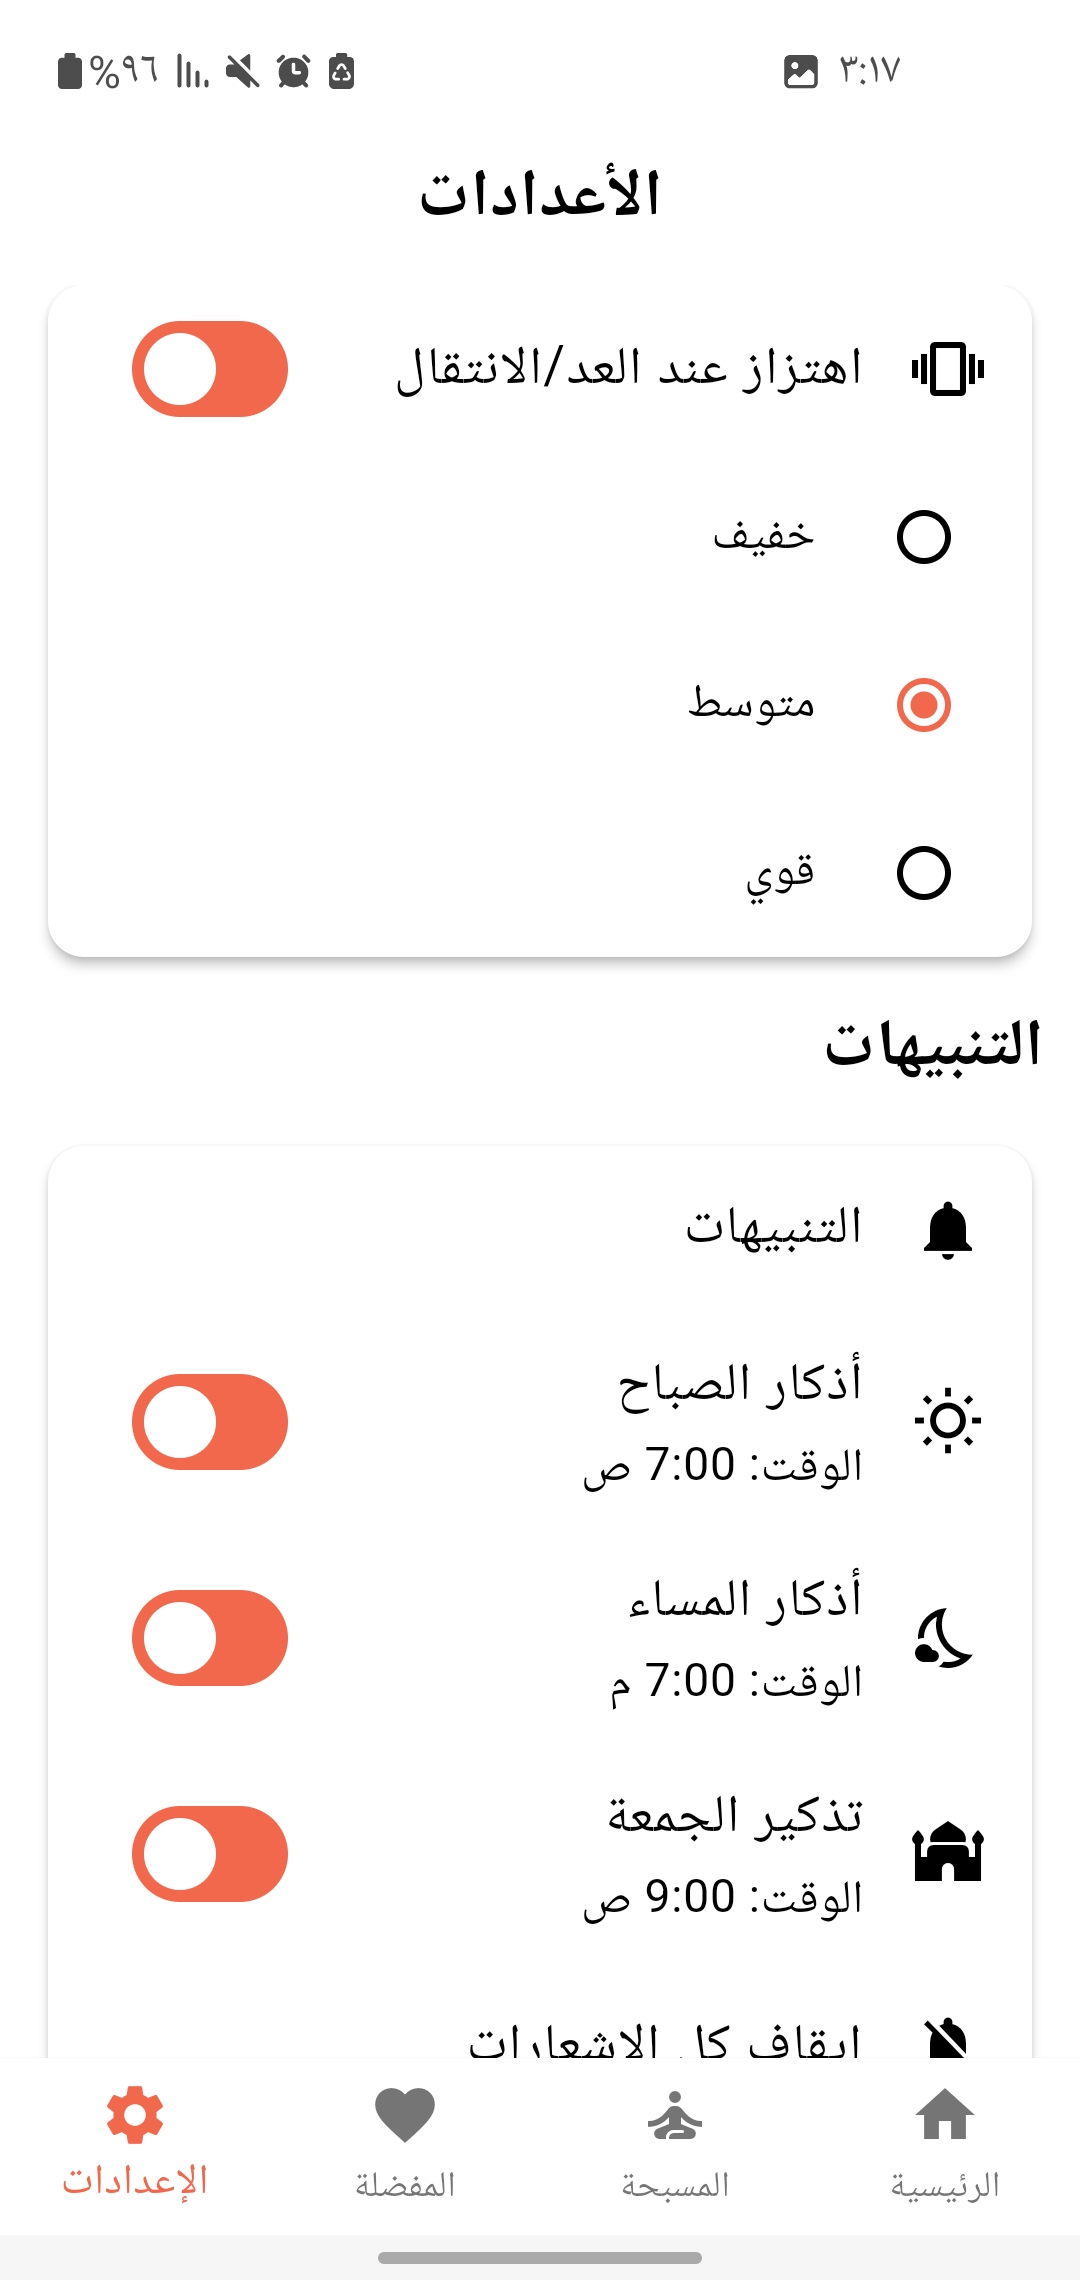 ٣:١٧
%٩٦
الأعدادات
اهتزاز عند العد/الانتقال
خفيف
متوسط
قوي
التنبيهات
التنبيهات
أذكار الصباح
الوقت: 7:00 ص
أذكار المساء
الوقت: 7:00 م
تذكير الجمعة
الوقت: 9:00 ص
ايقاف كل الاشعارات
الرئيسية
المسبحة
المفضلة
الإعدادات